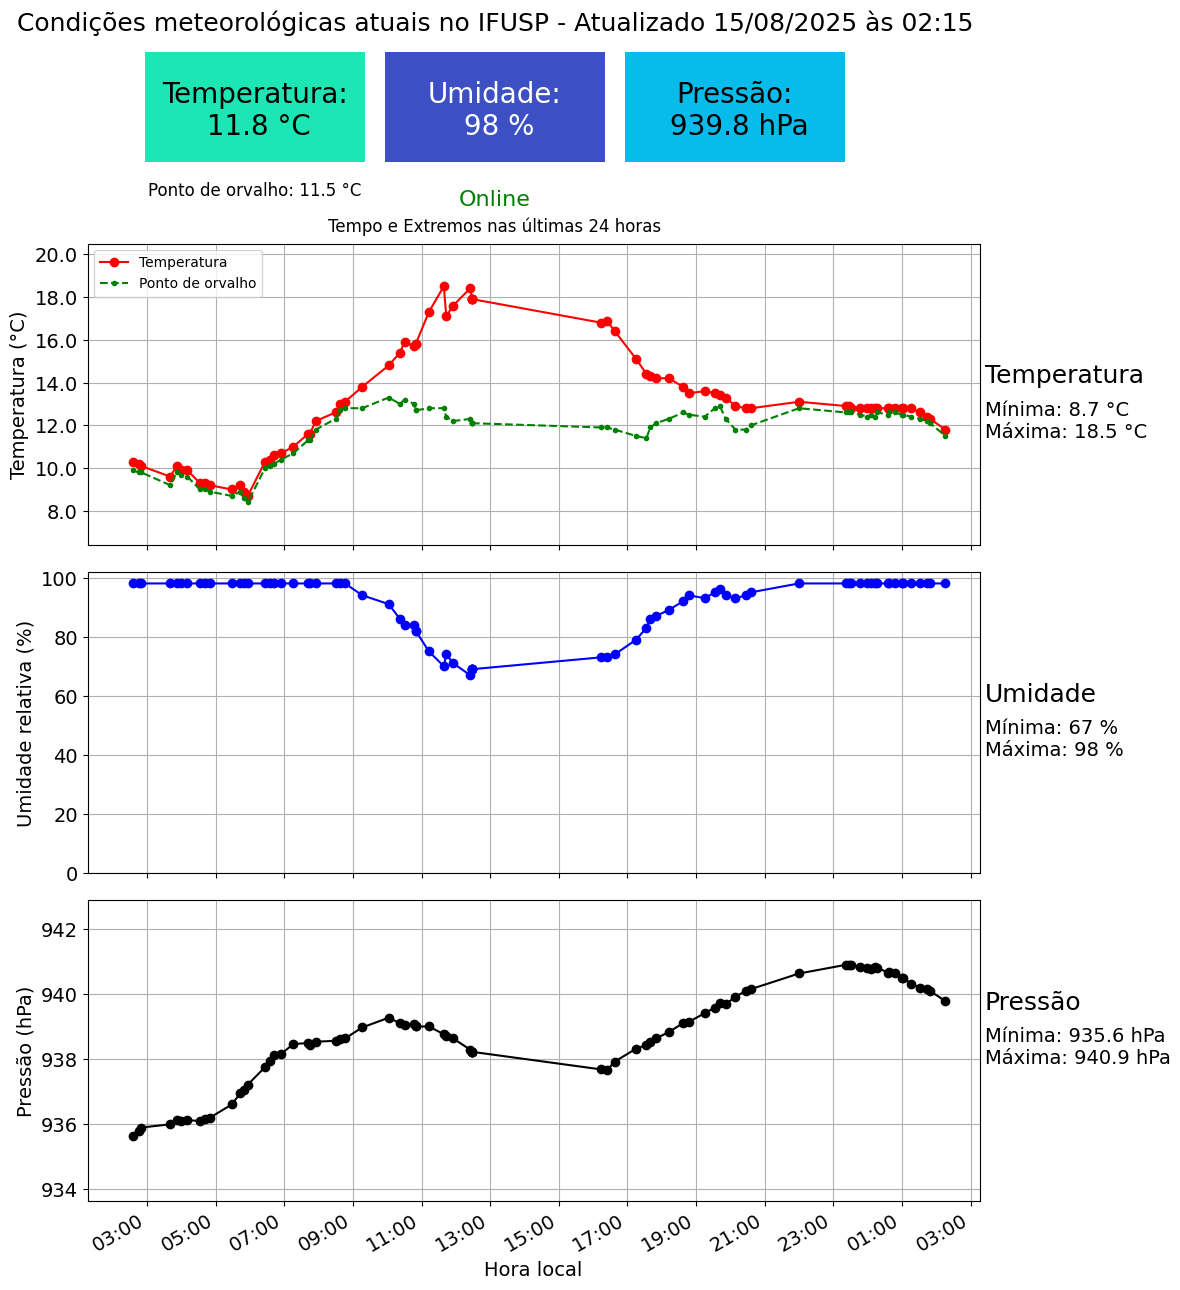 Condições meteorológicas atuais no IFUSP - Atualizado 15/08/2025 às 02:15
Temperatura:
11.8 °C
Umidade:
98 %
Pressão:
939.8 hPa
Ponto de orvalho: 11.5 °C
Online
Tempo e Extremos nas últimas 24 horas
Temperatura
Ponto de orvalho
Temperatura (°C)
20.0
18.0
16.0
14.0
12.0
10.0
8.0
Temperatura
Mínima: 8.7 °C
Máxima: 18.5 °C
Umidade relativa (%)
100
80
60
40
20
0
Umidade
Mínima: 67 %
Máxima: 98 %
Pressão (hPa)
942
940
938
936
934
Pressão
Mínima: 935.6 hPa
Máxima: 940.9 hPa
03:00
05:00
07:00
09:00
11:00
13:00
15:00
17:00
19:00
21:00
23:00
01:00
03:00
Hora local